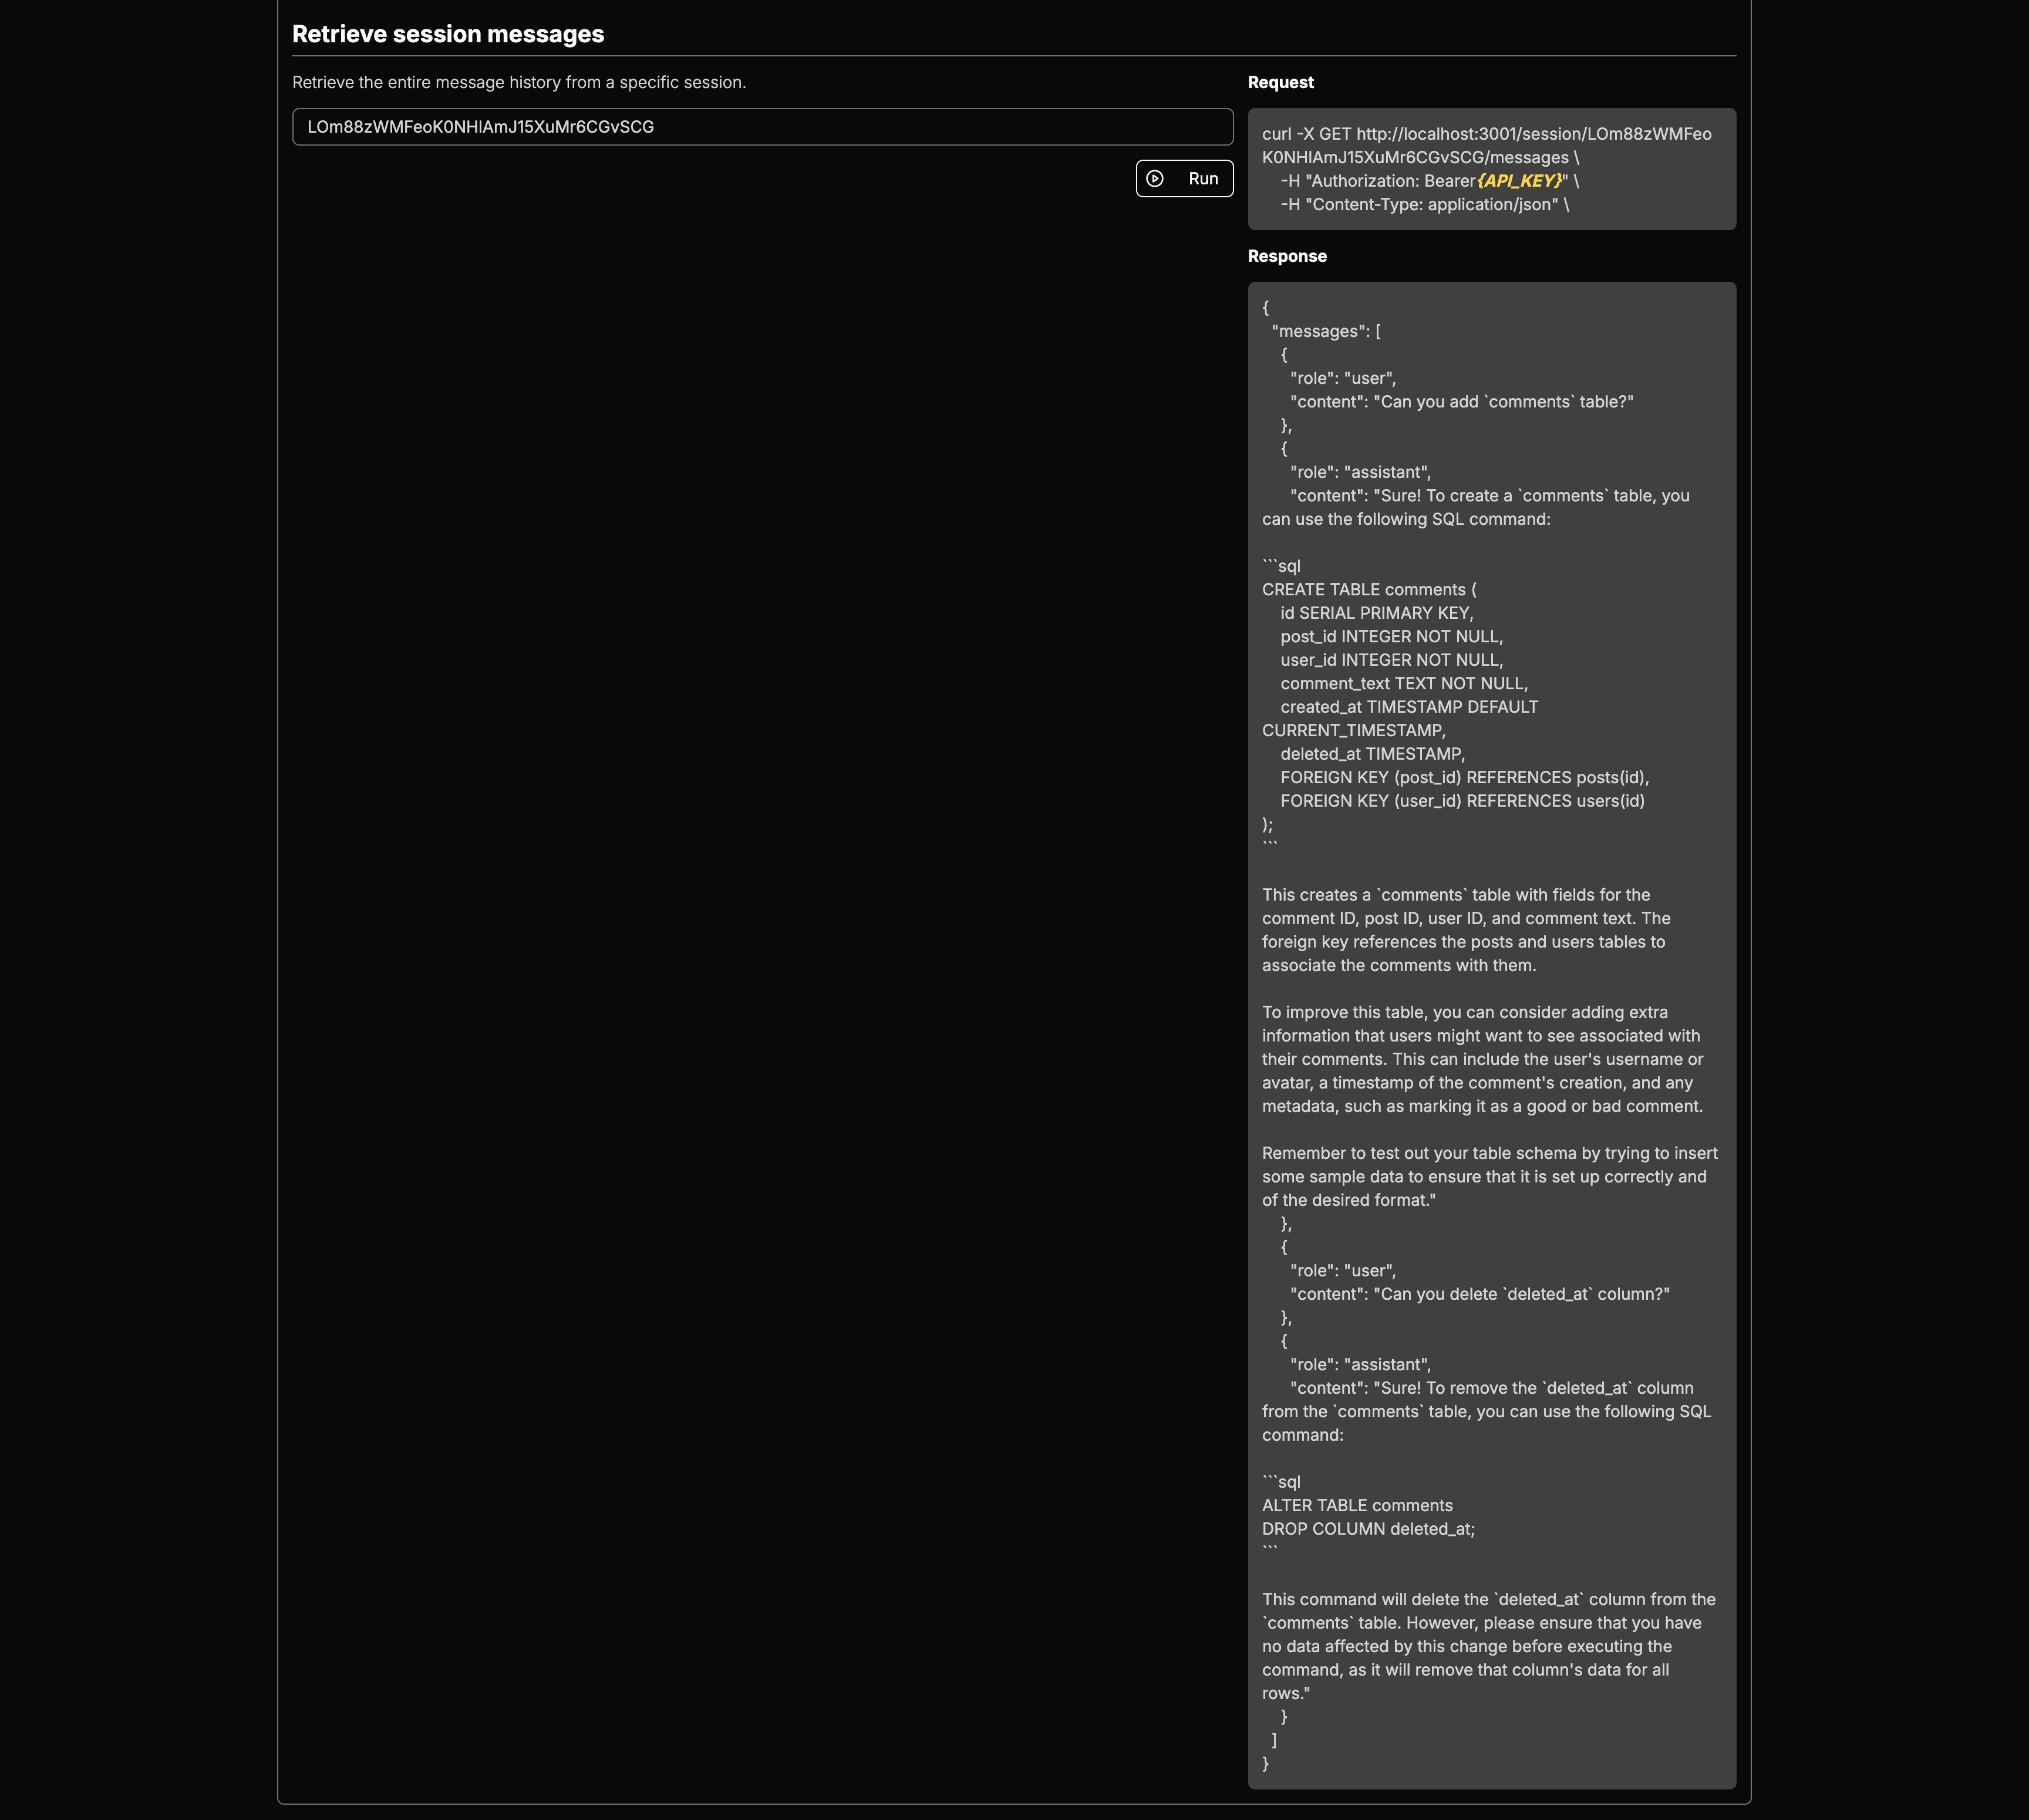 Retrieve session messages
Retrieve the entire message history from a specific session.
LOm88zWMFeoK0NHlAmJ15XuMr6CGvSCG
Run
Request
curl -X GET http://localhost:3001/session/LOm88zWMFeo
K0NHlAmJ15XuMr6CGvSCG/messages \
    -H "Authorization: Bearer{API_KEY}" \
    -H "Content-Type: application/json" \
Response
{
  "messages": [
    {
      "role": "user",
      "content": "Can you add `comments` table?"
    },
    {
      "role": "assistant",
      "content": "Sure! To create a `comments` table, you
can use the following SQL command:
```sql
CREATE TABLE comments (
    id SERIAL PRIMARY KEY,
    post_id INTEGER NOT NULL,
    user_id INTEGER NOT NULL,
    comment_text TEXT NOT NULL,
    created_at TIMESTAMP DEFAULT
CURRENT_TIMESTAMP,
    deleted_at TIMESTAMP,
    FOREIGN KEY (post_id) REFERENCES posts(id),
    FOREIGN KEY (user_id) REFERENCES users(id)
);
```
This creates a `comments` table with fields for the
comment ID, post ID, user ID, and comment text. The
foreign key references the posts and users tables to
associate the comments with them.
To improve this table, you can consider adding extra
information that users might want to see associated with
their comments. This can include the user's username or
avatar, a timestamp of the comment's creation, and any
metadata, such as marking it as a good or bad comment.
Remember to test out your table schema by trying to insert
some sample data to ensure that it is set up correctly and
of the desired format."
    },
    {
      "role": "user",
      "content": "Can you delete `deleted_at` column?"
    },
    {
      "role": "assistant",
      "content": "Sure! To remove the `deleted_at` column
from the `comments` table, you can use the following SQL
command:
```sql
ALTER TABLE comments
DROP COLUMN deleted_at;
```
This command will delete the `deleted_at` column from the
`comments` table. However, please ensure that you have
no data affected by this change before executing the
command, as it will remove that column's data for all
rows."
    }
  ]
}